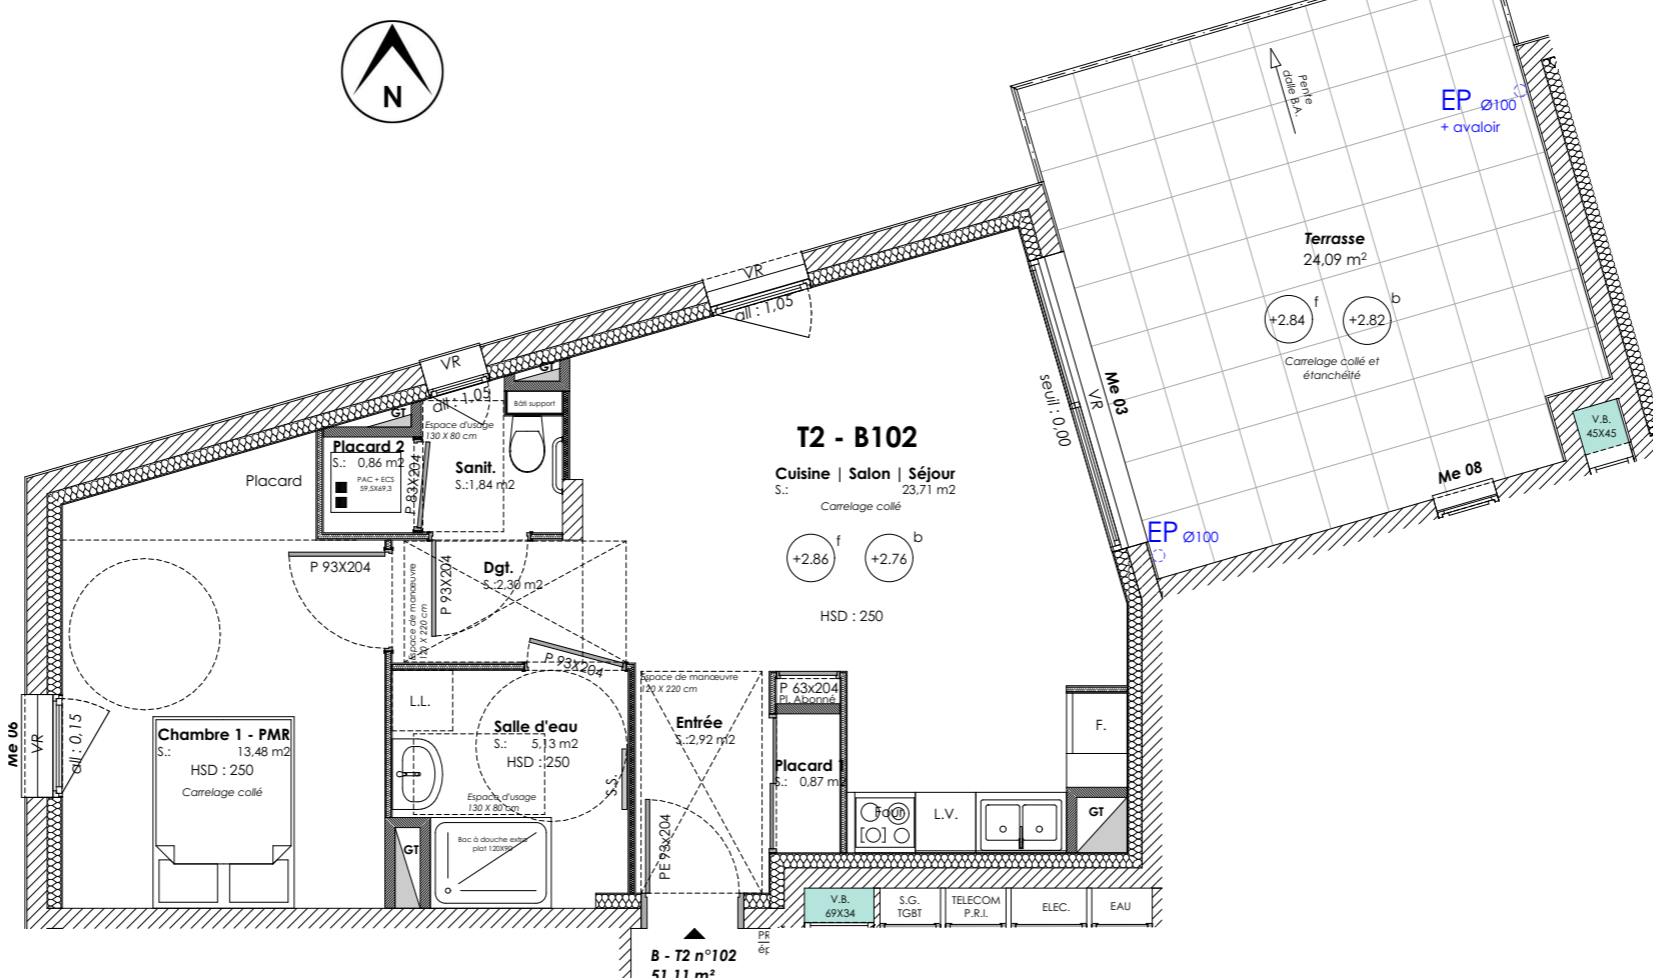 N
Pente
dalle B.A.
EP Ø100
+ avaloir
Terrasse
24,09 m²
+2.84 f
+2.82 b
Carrelage collé et
étanchéité
VR
all : 1,05
VR
all : 1,05
GT
Bâti support
Espace d'usage
130 X 80 cm
GT
Placard 2
S.: 0,86 m2
PAC + ECS
59,5X69,3
P 83X204
Sanit.
S.:1,84 m2
Placard
seuil : 0,00
Me 03
VR
V.B.
45X45
Me 08
T2 - B102
Cuisine | Salon | Séjour
S.: 23,71 m2
Carrelage collé
+2.86 f
+2.76 b
HSD : 250
EP Ø100
P 93X204
P 93X204
Dgt.
S.:2,30 m2
Espace de manœuvre
120 X 220 cm
P 93X204
Espace de manœuvre
120 X 220 cm
P 63x204
Pl. Abonné
L.L.
Salle d'eau
S.: 5,13 m2
HSD : 250
S.S.
Espace d'usage
130 X 80 cm
Entrée
S.:2,92 m2
Placard 1
S.: 0,87 m
F.
Me 06
VR
all : 0,15
Chambre 1 - PMR
S.: 13,48 m2
HSD : 250
Carrelage collé
Four
L.V.
GT
GT
Bac à douche extra
plat 120X90
PE 93x204
V.B.
69X34
S.G.
TGBT
TELECOM
P.R.I.
ELEC.
EAU
B - T2 n°102
51,11 m²